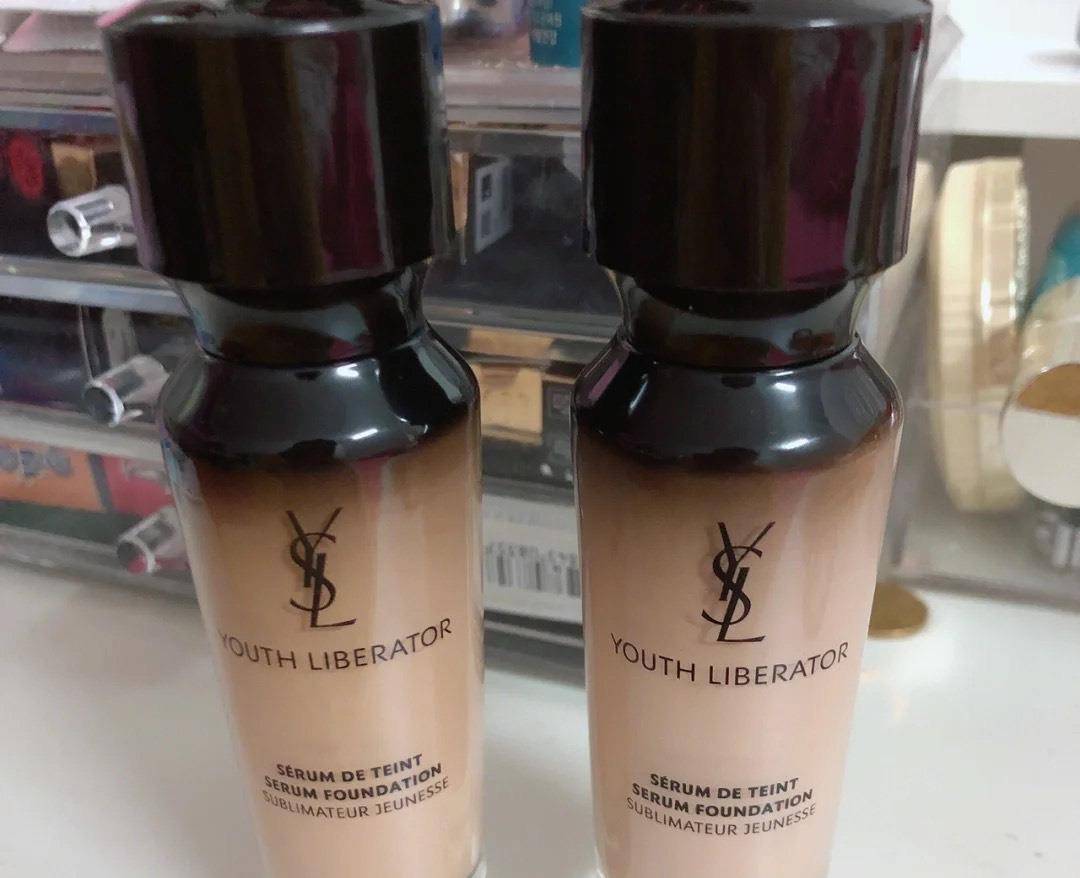 YSL
YOUTH LIBERATOR
SÉRUM DE TEINT
SERUM FOUNDATION
SUBLIMATEUR JEUNESSE
YSL
YOUTH LIBERATOR
SÉRUM DE TEINT
SERUM FOUNDATION
SUBLIMATEUR JEUNESSE